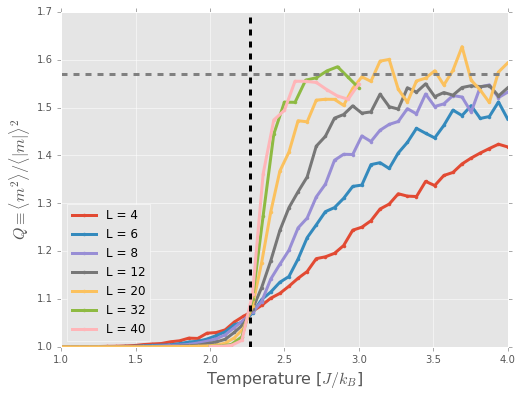 1.7
1.6
1.5
1.4
1.3
1.2
1.1
1.0
Q ≡ ⟨m²⟩/⟨|m|⟩²
L = 4
L = 6
L = 8
L = 12
L = 20
L = 32
L = 40
1.0 1.5 2.0 2.5 3.0 3.5 4.0
Temperature [J/k_B]